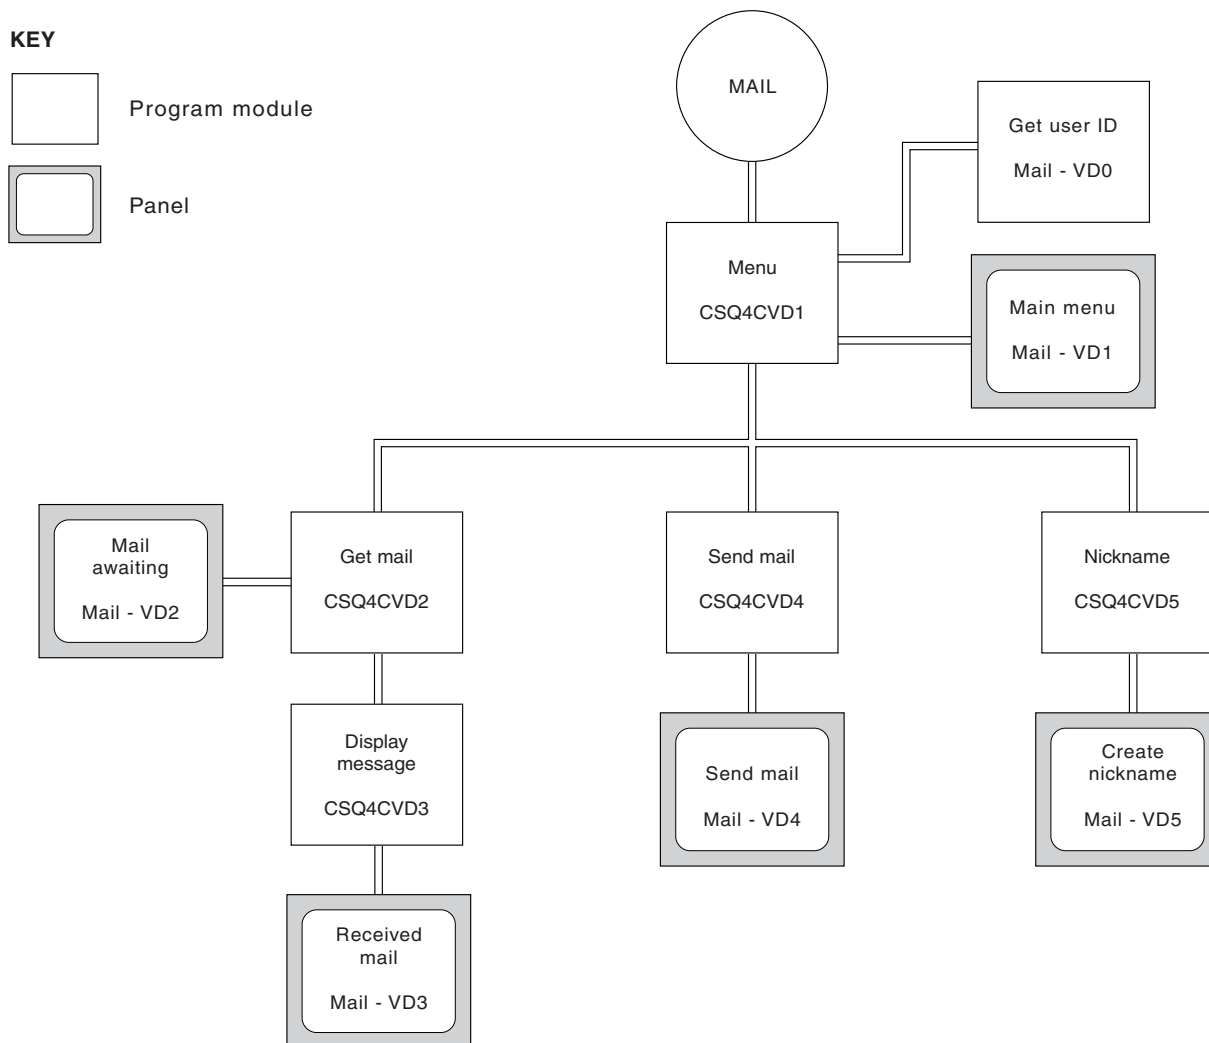 KEY
Program module
Panel
MAIL
Get user ID
Mail - VD0
Menu
CSQ4CVD1
Main menu
Mail - VD1
Mail
awaiting
Mail - VD2
Get mail
CSQ4CVD2
Send mail
CSQ4CVD4
Nickname
CSQ4CVD5
Display
message
CSQ4CVD3
Send mail
Mail - VD4
Create
nickname
Mail - VD5
Received
mail
Mail - VD3